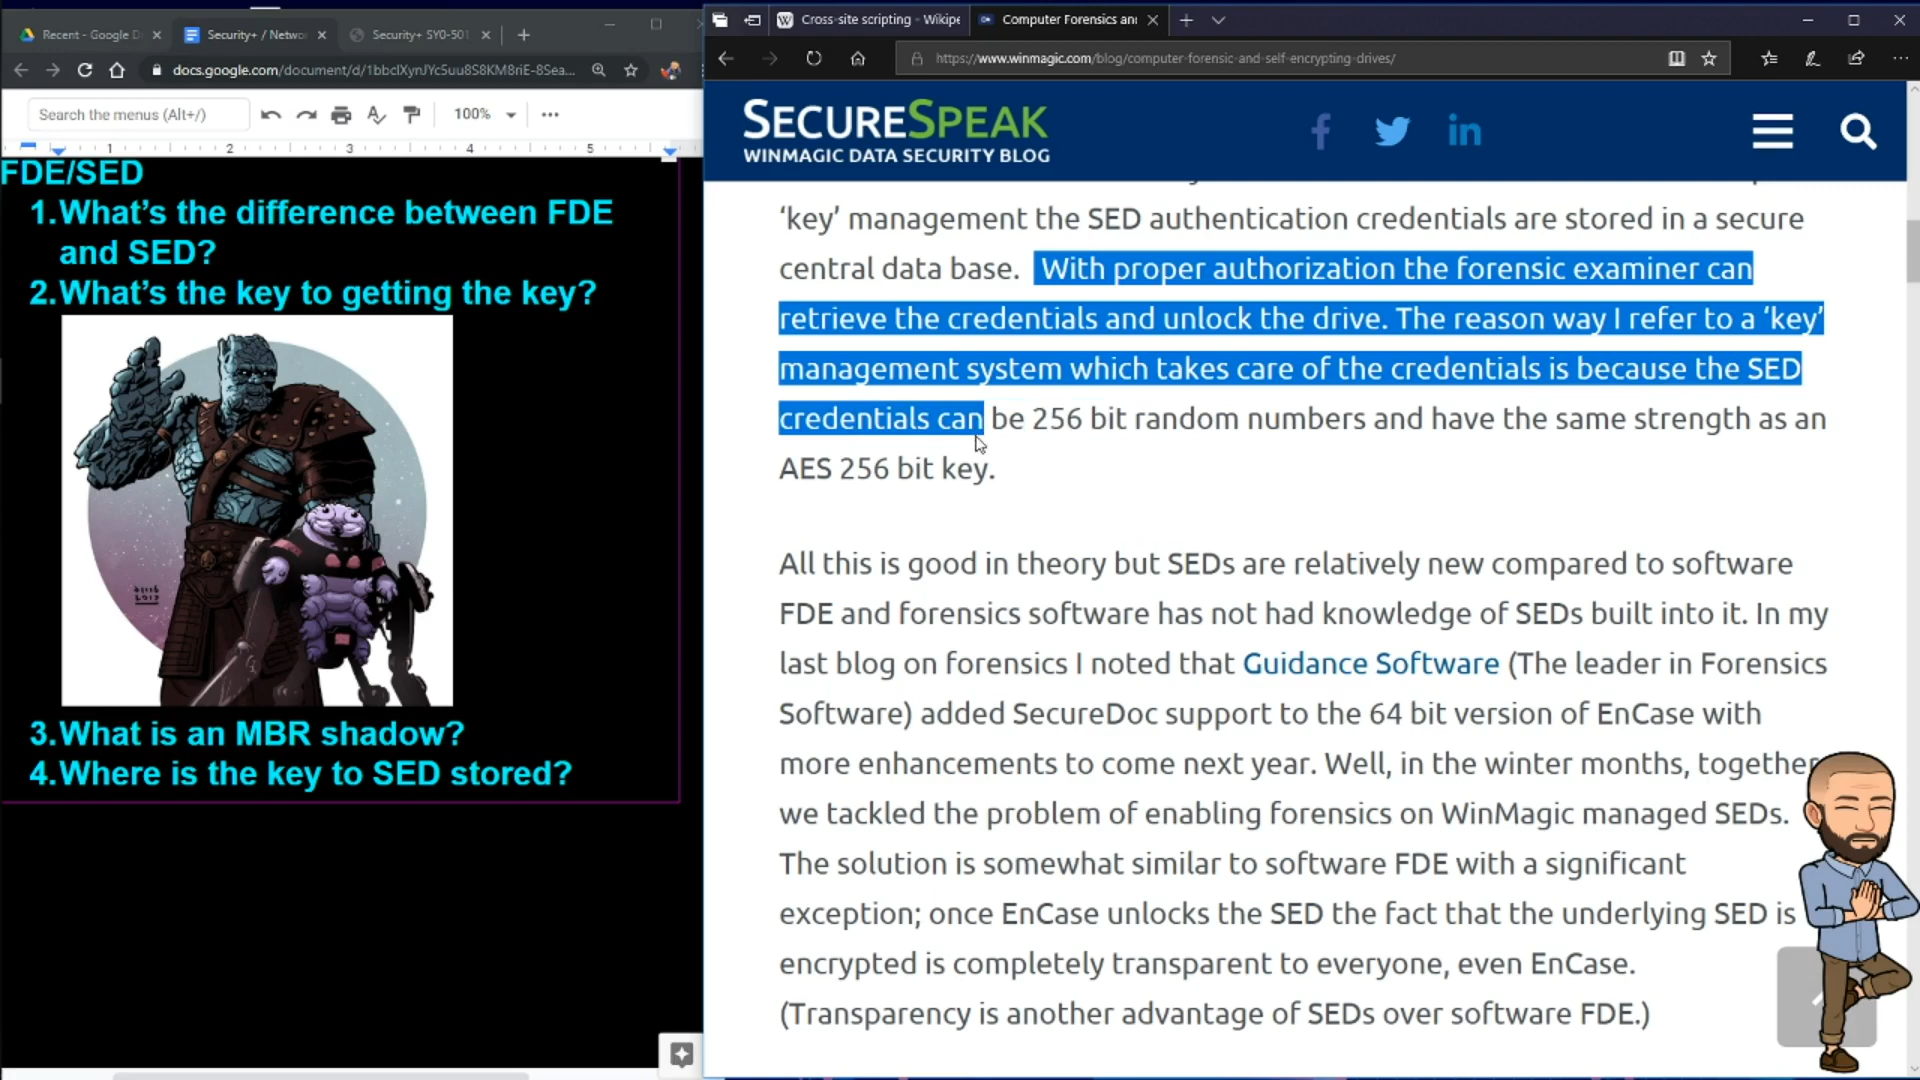 Recent - Google D
Security+ / Netwo
Security+ SY0-501
docs.google.com/document/d/1bbclXynJYc5uu8S8KM8riE-8Sea...
Search the menus (Alt+/)
100%
1 2 3 4 5
FDE/SED
1.What's the difference between FDE
and SED?
2.What's the key to getting the key?
3.What is an MBR shadow?
4.Where is the key to SED stored?
Cross-site scripting - Wikipe
Computer Forensics an
https://www.winmagic.com/blog/computer-forensic-and-self-encrypting-drives/
SECURESPEAK
WINMAGIC DATA SECURITY BLOG
‘key’ management the SED authentication credentials are stored in a secure
central data base. With proper authorization the forensic examiner can
retrieve the credentials and unlock the drive. The reason way I refer to a ‘key’
management system which takes care of the credentials is because the SED
credentials can be 256 bit random numbers and have the same strength as an
AES 256 bit key.
All this is good in theory but SEDs are relatively new compared to software
FDE and forensics software has not had knowledge of SEDs built into it. In my
last blog on forensics I noted that Guidance Software (The leader in Forensics
Software) added SecureDoc support to the 64 bit version of EnCase with
more enhancements to come next year. Well, in the winter months, together
we tackled the problem of enabling forensics on WinMagic managed SEDs.
The solution is somewhat similar to software FDE with a significant
exception; once EnCase unlocks the SED the fact that the underlying SED is
encrypted is completely transparent to everyone, even EnCase.
(Transparency is another advantage of SEDs over software FDE.)